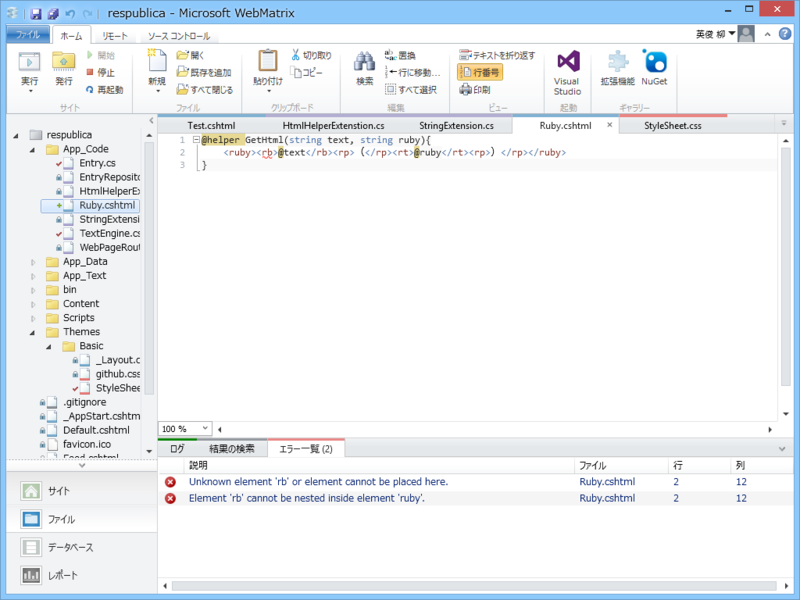 respublica - Microsoft WebMatrix
ファイル
ホーム
リモート
ソース コントロール
英俊 柳
実行
発行
開始
停止
再起動
サイト
新規
開く
既存を追加
すべて閉じる
ファイル
貼り付け
切り取り
コピー
クリップボード
検索
置換
行に移動...
すべて選択
編集
テキストを折り返す
行番号
印刷
ビュー
Visual
Studio
起動
拡張機能
NuGet
ギャラリー
respublica
App_Code
Entry.cs
EntryReposito
HtmlHelperEx
Ruby.cshtml
StringExtensi
TextEngine.cs
WebPageRout
App_Data
App_Text
bin
Content
Scripts
Themes
Basic
_Layout.c
github.css
StyleShee
.gitignore
_AppStart.cshtm
Default.cshtml
favicon.ico
Feed.cshtml
サイト
ファイル
データベース
レポート
Test.cshtml
HtmlHelperExtenstion.cs
StringExtension.cs
Ruby.cshtml
StyleSheet.css
1 @helper GetHtml(string text, string ruby){
2 <ruby><rb>@text</rb><rp> (</rp><rt>@ruby</rt><rp>) </rp></ruby>
3 }
100 %
ログ
結果の検索
エラー一覧 (2)
説明 ファイル 行 列
Unknown element 'rb' or element cannot be placed here. Ruby.cshtml 2 12
Element 'rb' cannot be nested inside element 'ruby'. Ruby.cshtml 2 12